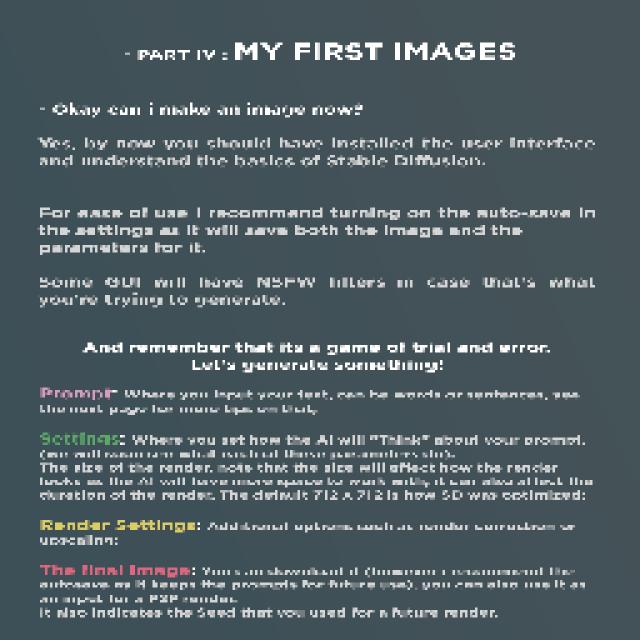 - PART IV : MY FIRST IMAGES
- Okay can i make an image now?
Yes, by now you should have installed the user interface
and understand the basics of Stable Diffusion.
For ease of use I recommend turning on the auto-save in
the settings as it will save both the image and the
parameters for it.
Some GUI will have NSFW filters in case that's what
you're trying to generate.
And remember that its a game of trial and error.
Let's generate something!
Prompt: Where you input your text, can be words or sentences, see
the next page for more tips on that.
Settings: Where you set how the AI will "Think" about your prompt.
(we will soon see what each of these parameters do).
The size of the render, note that the size will affect how the render
looks as the AI will have more space to work with, it can also affect the
duration of the render. The default 512 x 512 is how SD was optimized;
Render Settings: Additional options such as render correction or
upscaling;
The final Image: Yours to download it (however i recommend the
autosave as it keeps the prompts for future use), you can also use it as
an input for a render.
It also indicates the Seed that you used for a future render.